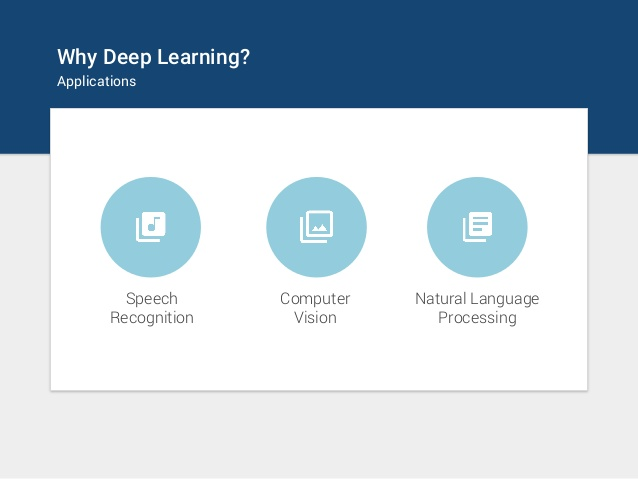 Why Deep Learning?
Applications
Speech
Recognition
Computer
Vision
Natural Language
Processing